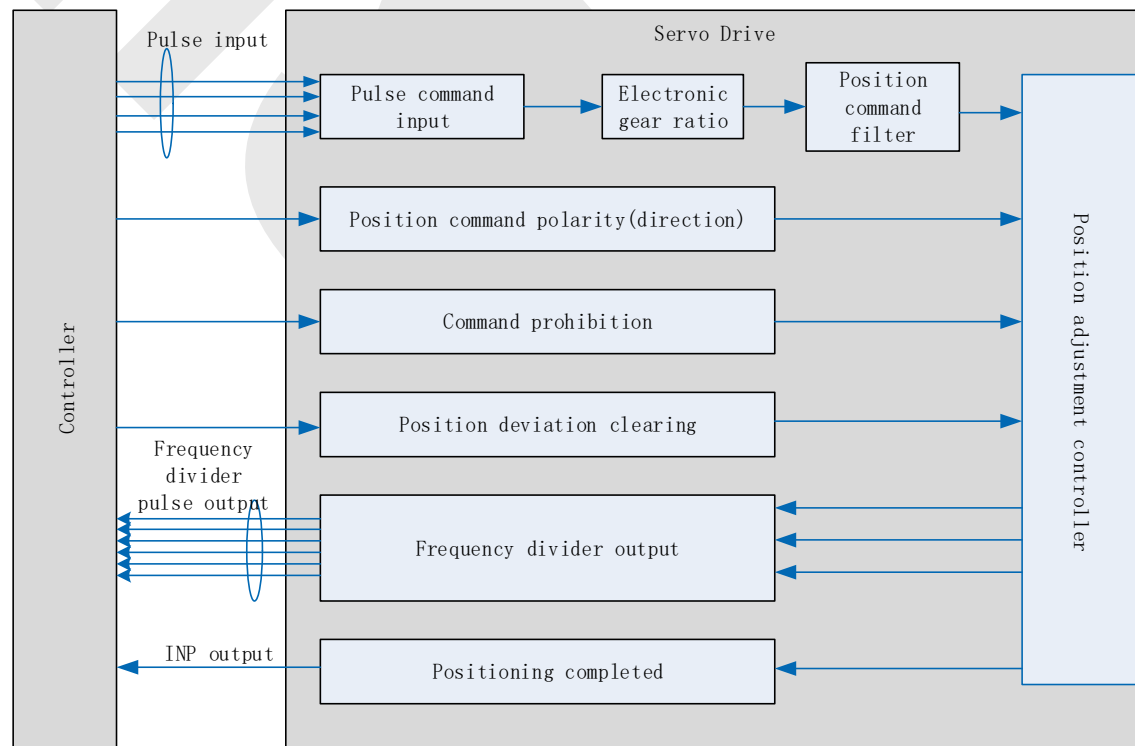 Pulse input
Servo Drive
Pulse command
input
Electronic
gear ratio
Position
command
filter
Position command polarity(direction)
Command prohibition
Controller
Position adjustment controller
Position deviation clearing
Frequency
divider
pulse output
Frequency divider output
INP output
Positioning completed